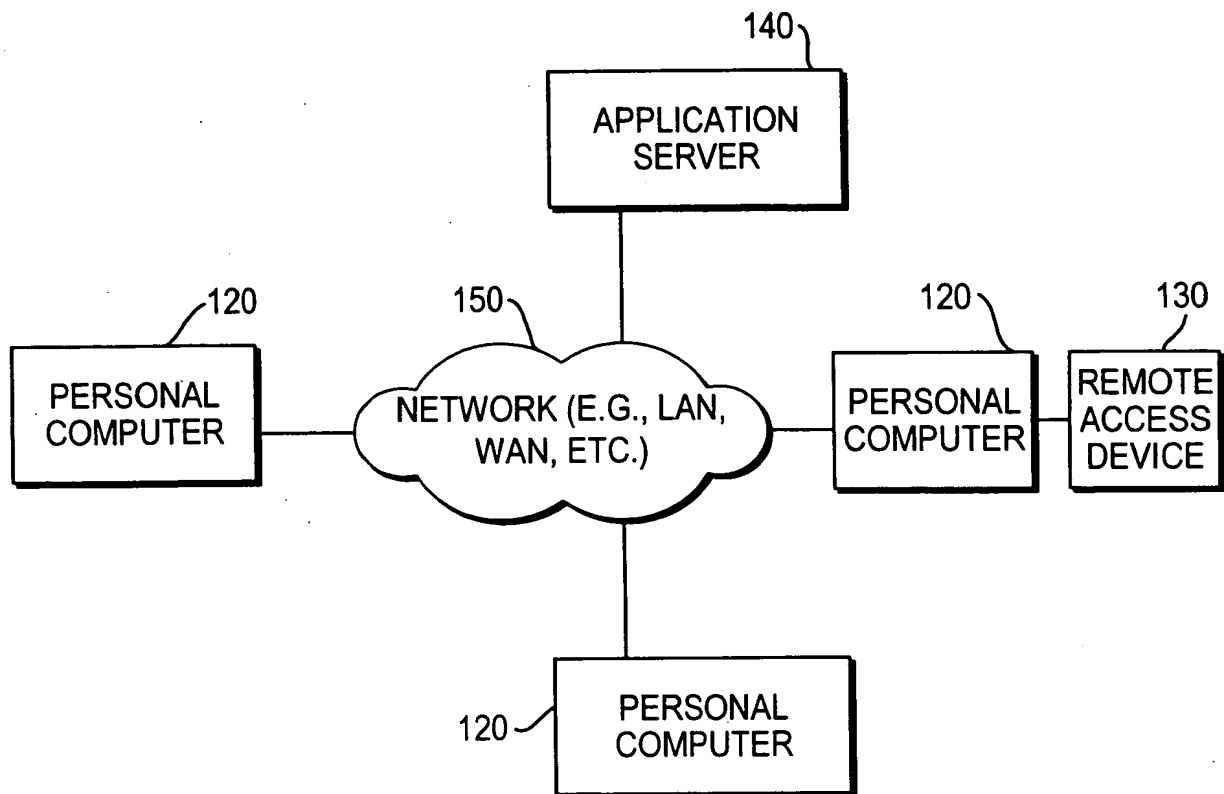 140
APPLICATION
SERVER
120
PERSONAL
COMPUTER
150
NETWORK (E.G., LAN,
WAN, ETC.)
120
PERSONAL
COMPUTER
130
REMOTE
ACCESS
DEVICE
120
PERSONAL
COMPUTER